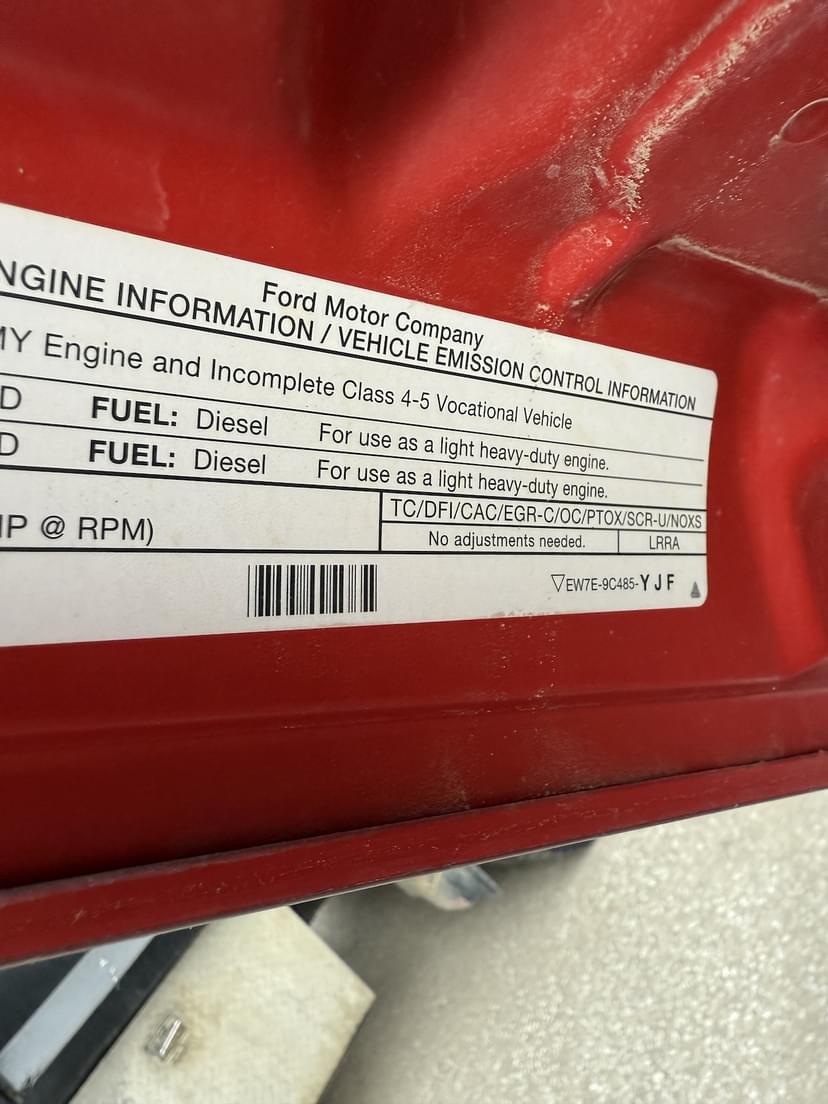 Ford Motor Company
NGINE INFORMATION / VEHICLE EMISSION CONTROL INFORMATION
MY Engine and Incomplete Class 4-5 Vocational Vehicle
D FUEL: Diesel For use as a light heavy-duty engine.
D FUEL: Diesel For use as a light heavy-duty engine.
TC/DFI/CAC/EGR-C/OC/PTOX/SCR-U/NOXS
HP @ RPM)
No adjustments needed. LRRA
EW7E-9C485-YJF